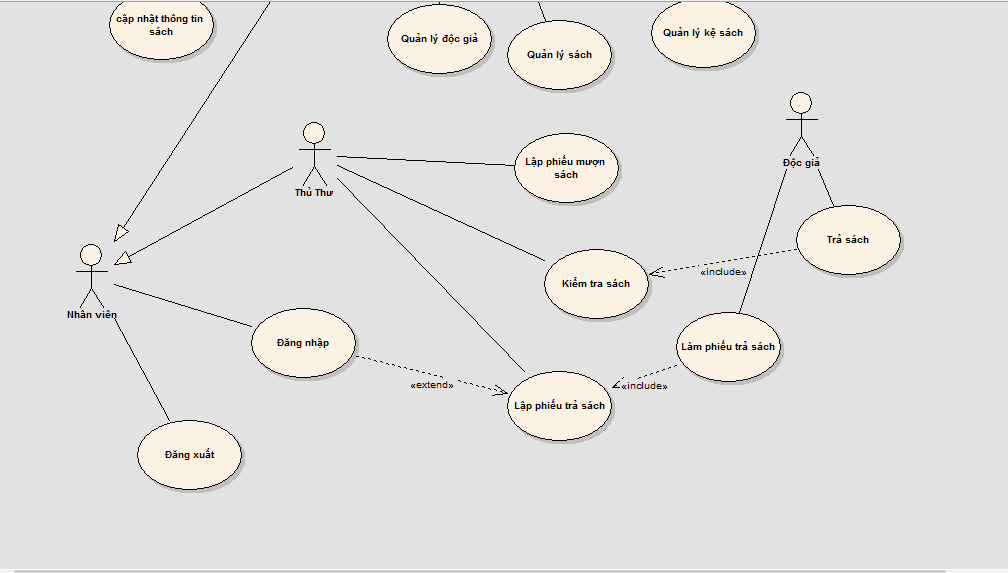 cập nhật thông tin
sách
Quản lý độc giả
Quản lý sách
Quản lý kệ sách
Độc giả
Thủ Thư
Lập phiếu mượn
sách
Trả sách
«include»
Kiểm tra sách
Nhân viên
Đăng nhập
Làm phiếu trả sách
«extend»
«include»
Lập phiếu trả sách
Đăng xuất